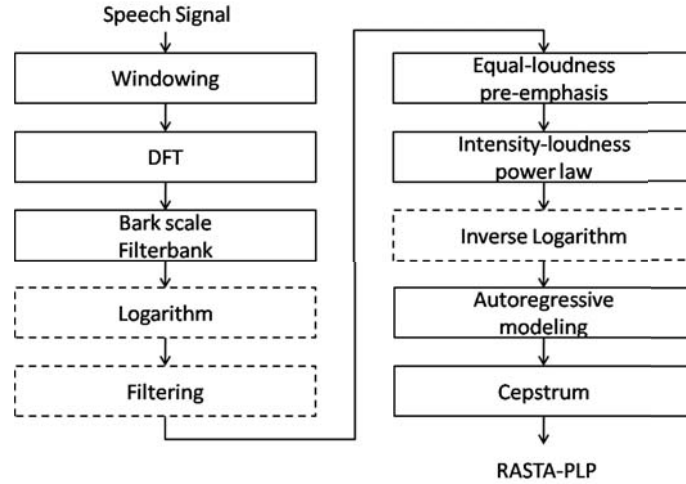 Speech Signal
Windowing
DFT
Bark scale
Filterbank
Logarithm
Filtering
Equal-loudness
pre-emphasis
Intensity-loudness
power law
Inverse Logarithm
Autoregressive
modeling
Cepstrum
RASTA-PLP